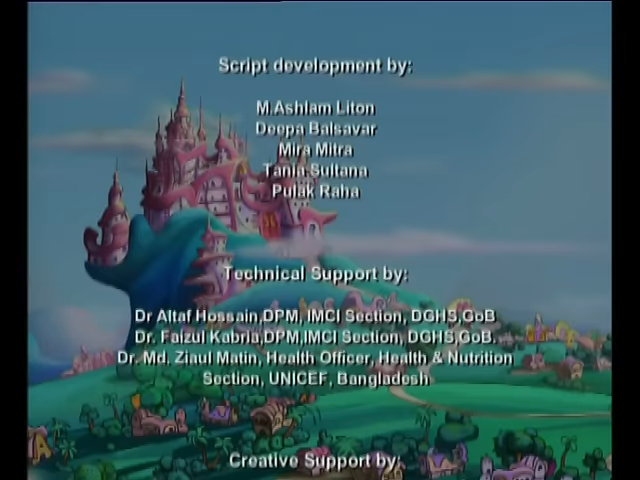 Script development by:
M.Ashlam Liton
Deepa Balsavar
Mira Mitra
Tania Sultana
Pulak Raha
Technical Support by:
Dr Altaf Hossain,DPM, IMCI Section, DGHS,GoB
Dr. Faizul Kabria,DPM,IMCI Section, DGHS,GoB.
Dr. Md. Ziaul Matin, Health Officer, Health & Nutrition
Section, UNICEF, Bangladesh
Creative Support by: